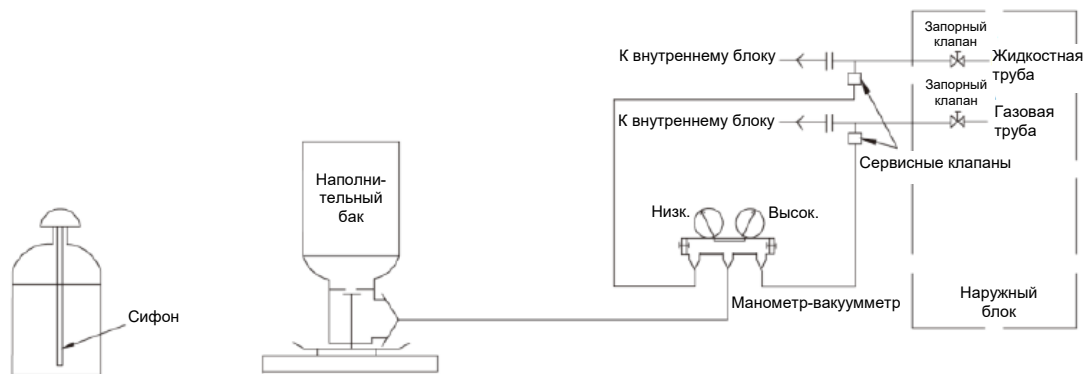 Запорный
клапан
К внутреннему блоку
Жидкостная
труба
Запорный
клапан
К внутреннему блоку
Газовая
труба
Сервисные клапаны
Наполни-
тельный
бак
Низк.
Высок.
Манометр-вакуумметр
Наружный
блок
Сифон